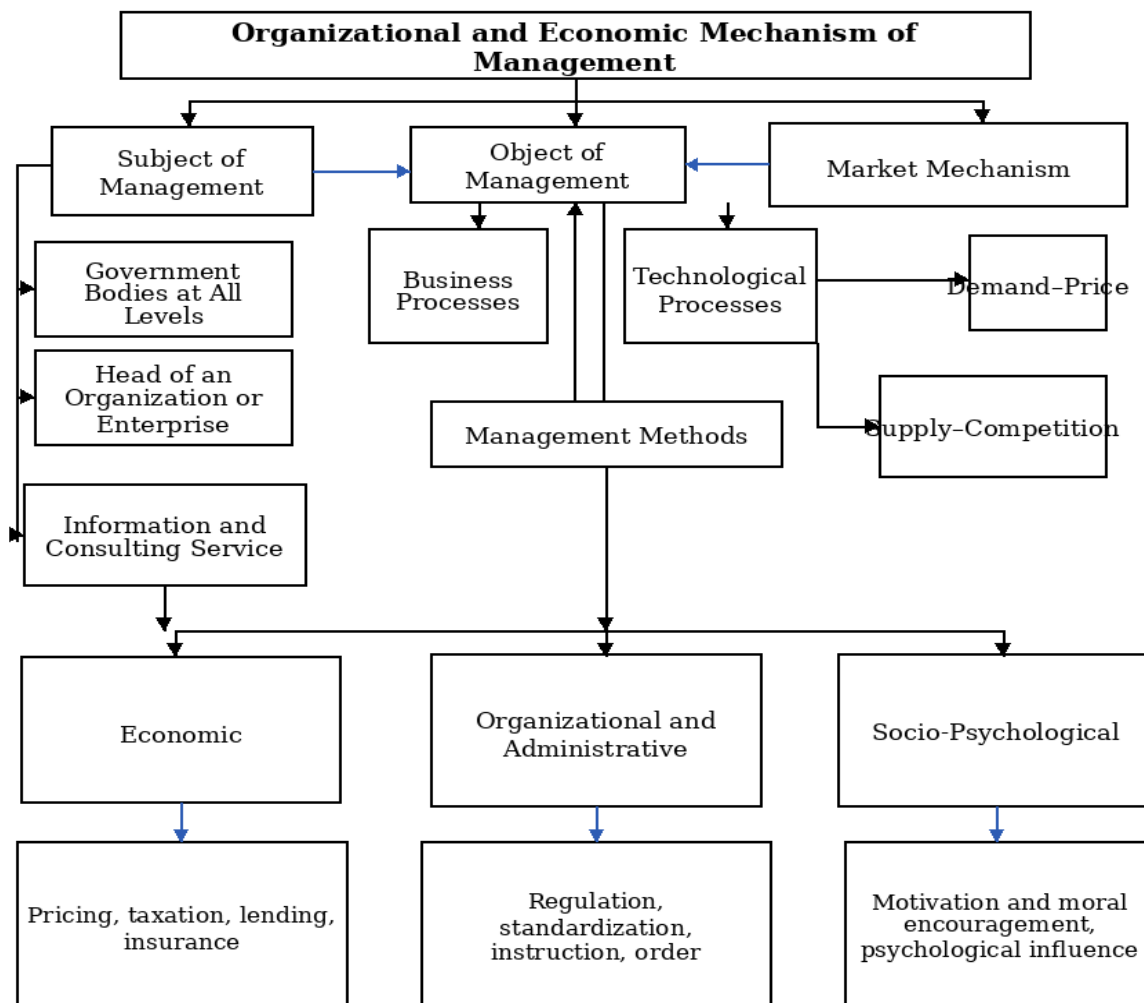 Organizational and Economic Mechanism of
Management
Subject of
Management
Object of
Management
Market Mechanism
Government
Bodies at All
Levels
Business
Processes
Technological
Processes
Demand–Price
Head of an
Organization or
Enterprise
Management Methods
Supply–Competition
Information and
Consulting Service
Economic
Organizational and
Administrative
Socio-Psychological
Pricing, taxation, lending,
insurance
Regulation,
standardization,
instruction, order
Motivation and moral
encouragement,
psychological influence